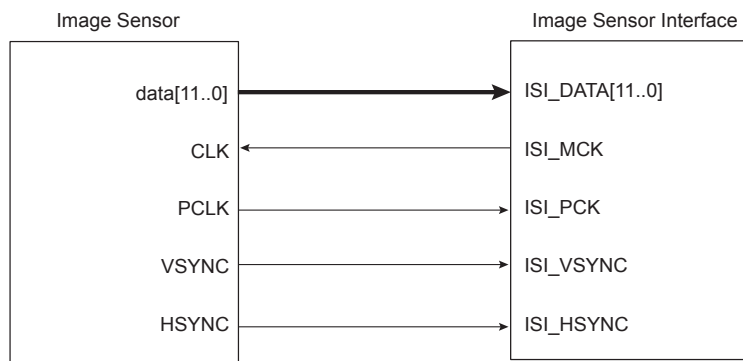 Image Sensor
Image Sensor Interface
data[11..0]
ISI_DATA[11..0]
CLK
ISI_MCK
PCLK
ISI_PCK
VSYNC
ISI_VSYNC
HSYNC
ISI_HSYNC